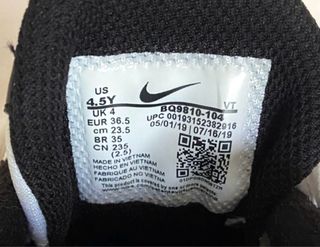 US
4.5Y
UK 4
EUR 36.5
cm 23.5
BR 35
CN 235
(2.5)
BQ9810-104
VT
UPC 00193152382916
05/01/19 07/16/19
MADE IN VIETNAM
HECHO EN VIETNAM
FABRIQUE AU VIETNAM
FABRICADO NO VIETNAM